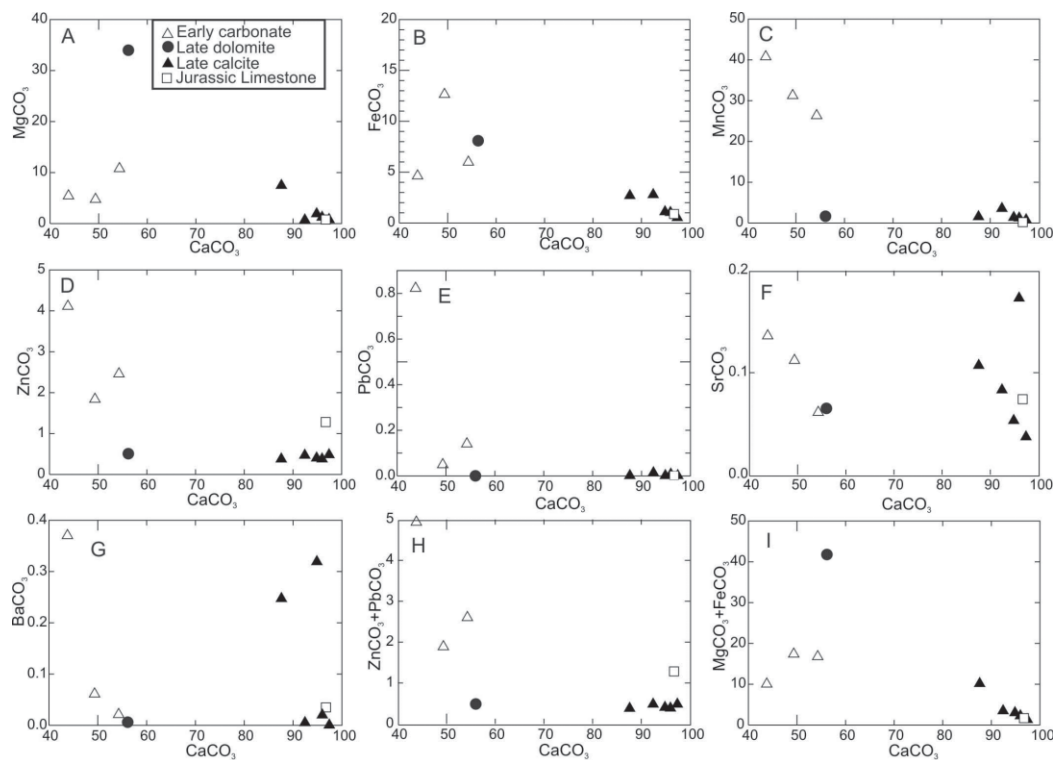 40
30
20
10
0
MgCO₃
A
Early carbonate
Late dolomite
Late calcite
Jurassic Limestone
40 50 60 70 80 90 100
CaCO₃
20
15
10
5
0
FeCO₃
B
40 50 60 70 80 90 100
CaCO₃
50
40
30
20
10
0
MnCO₃
C
40 50 60 70 80 90 100
CaCO₃
5
4
3
2
1
0
ZnCO₃
D
40 50 60 70 80 90 100
CaCO₃
0.8
0.6
0.4
0.2
0.0
PbCO₃
E
40 50 60 70 80 90 100
CaCO₃
0.2
0.1
0.0
SrCO₃
F
40 50 60 70 80 90 100
CaCO₃
0.4
0.3
0.2
0.1
0.0
BaCO₃
G
40 50 60 70 80 90 100
CaCO₃
5
4
3
2
1
0
ZnCO₃+PbCO₃
H
40 50 60 70 80 90 100
CaCO₃
50
40
30
20
10
0
MgCO₃+FeCO₃
I
40 50 60 70 80 90 100
CaCO₃